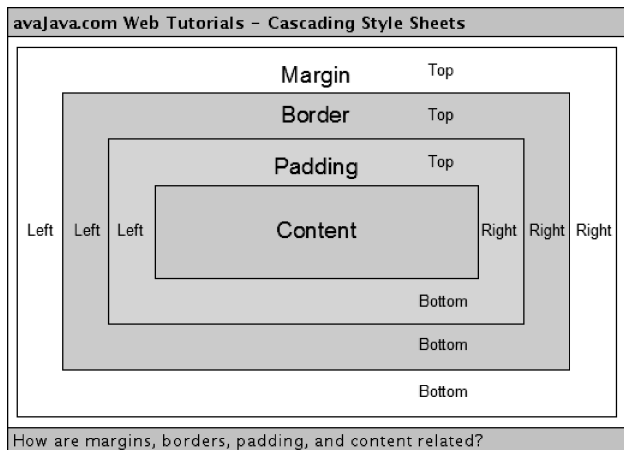 avaJava.com Web Tutorials - Cascading Style Sheets
Margin Top
Border Top
Padding Top
Left Left Left Content Right Right Right
Bottom
Bottom
Bottom
How are margins, borders, padding, and content related?